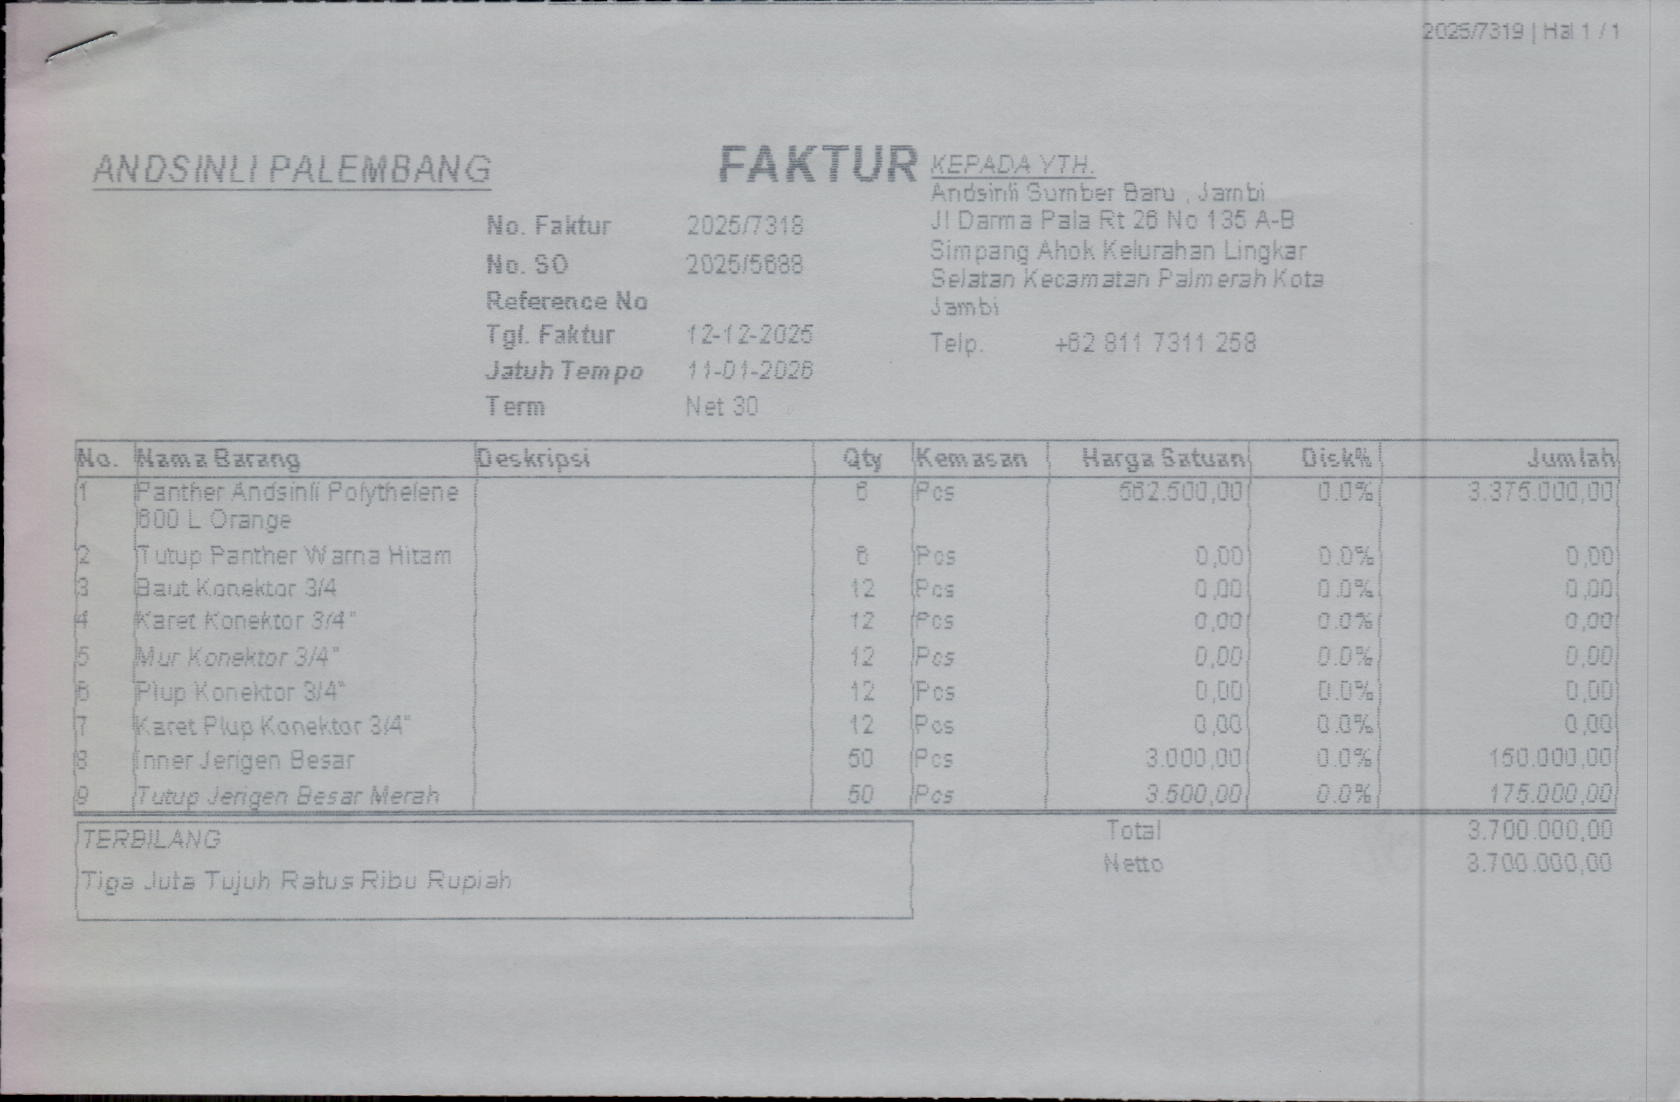 2025/7319 | Hal 1 / 1
ANDSINLI PALEMBANG
FAKTUR
KEPADA YTH.
Andsinli Sumber Baru , Jambi
Jl Darma Pala Rt 26 No 135 A-B
Simpang Ahok Kelurahan Lingkar
Selatan Kecamatan Palmerah Kota
Jambi
Telp. +62 811 7311 258
No. Faktur 2025/7318
No. SO 2025/5688
Reference No
Tgl. Faktur 12-12-2025
Jatuh Tempo 11-01-2026
Term Net 30
No. Nama Barang Deskripsi Qty Kemasan Harga Satuan Disk% Jumlah
1 Panther Andsinli Polythelene 6 Pcs 562.500,00 0.0% 3.375.000,00
600 L Orange
2 Tutup Panther Warna Hitam 6 Pcs 0,00 0.0% 0,00
3 Baut Konektor 3/4 12 Pcs 0,00 0.0% 0,00
4 Karet Konektor 3/4" 12 Pcs 0,00 0.0% 0,00
5 Mur Konektor 3/4" 12 Pcs 0,00 0.0% 0,00
6 Plup Konektor 3/4" 12 Pcs 0,00 0.0% 0,00
7 Karet Plup Konektor 3/4" 12 Pcs 0,00 0.0% 0,00
8 Inner Jerigen Besar 50 Pcs 3.000,00 0.0% 150.000,00
9 Tutup Jerigen Besar Merah 50 Pcs 3.500,00 0.0% 175.000,00
TERBILANG
Tiga Juta Tujuh Ratus Ribu Rupiah
Total 3.700.000,00
Netto 3.700.000,00